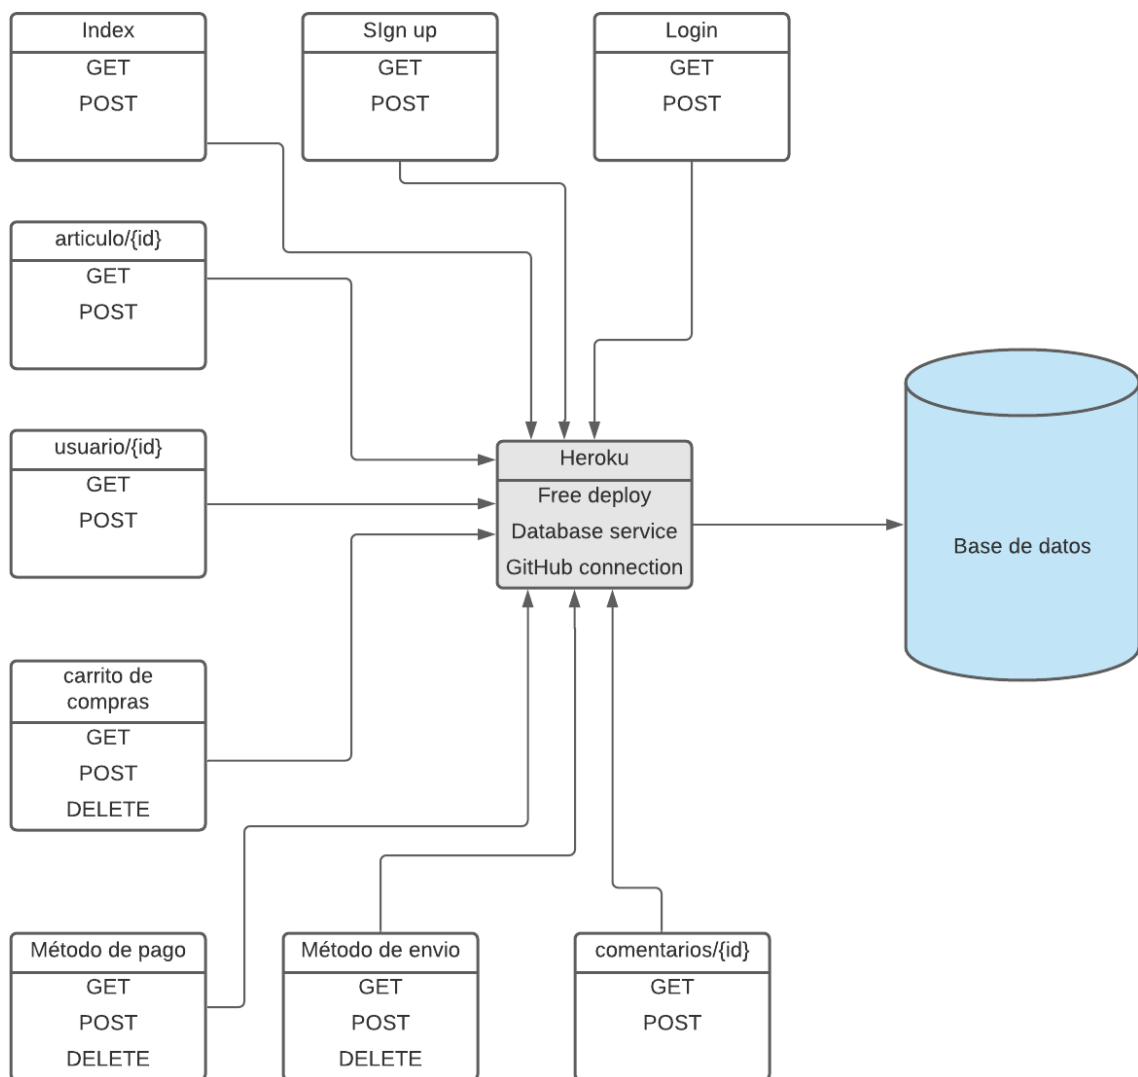 Index
GET
POST
SIgn up
GET
POST
Login
GET
POST
articulo/{id}
GET
POST
usuario/{id}
GET
POST
Heroku
Free deploy
Database service
GitHub connection
Base de datos
carrito de
compras
GET
POST
DELETE
Método de pago
GET
POST
DELETE
Método de envio
GET
POST
DELETE
comentarios/{id}
GET
POST